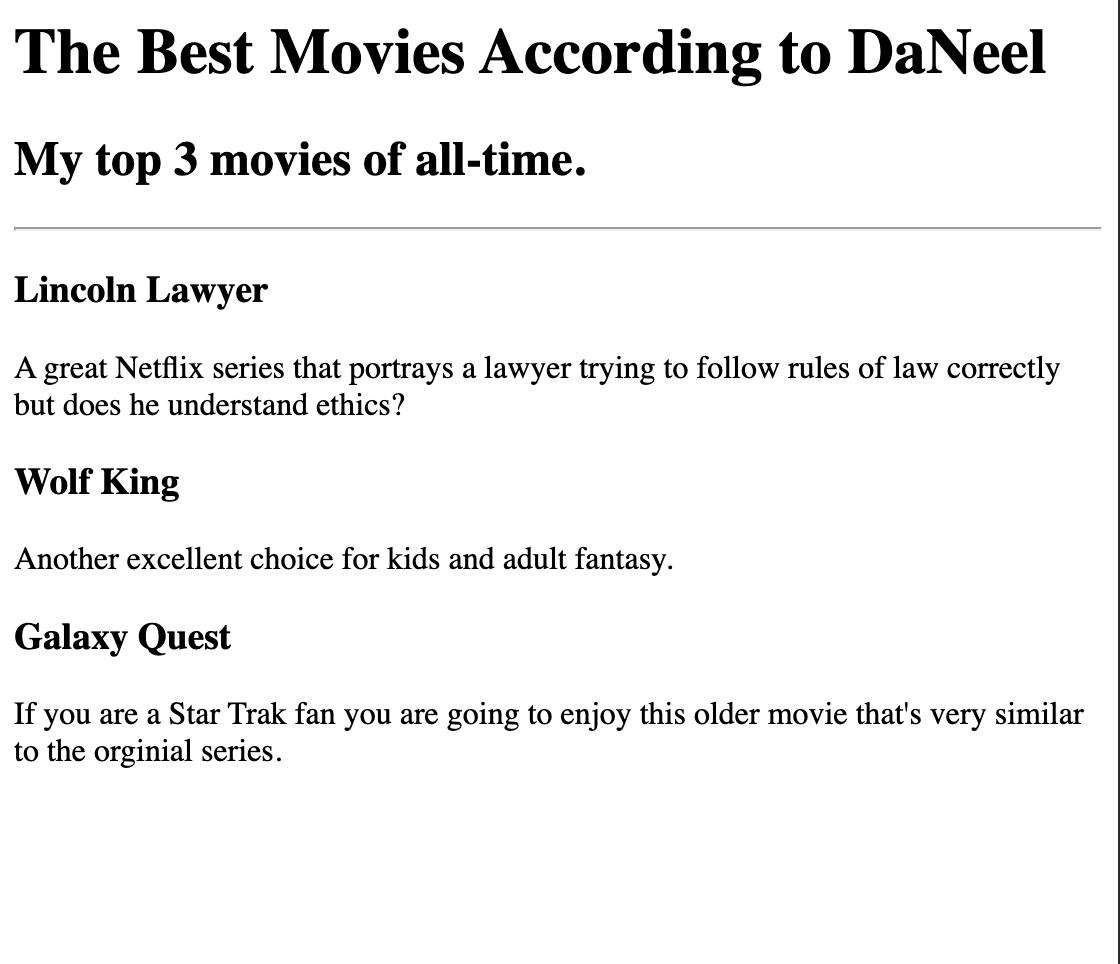 The Best Movies According to DaNeel
My top 3 movies of all-time.
Lincoln Lawyer
A great Netflix series that portrays a lawyer trying to follow rules of law correctly
but does he understand ethics?
Wolf King
Another excellent choice for kids and adult fantasy.
Galaxy Quest
If you are a Star Trak fan you are going to enjoy this older movie that's very similar
to the orginial series.